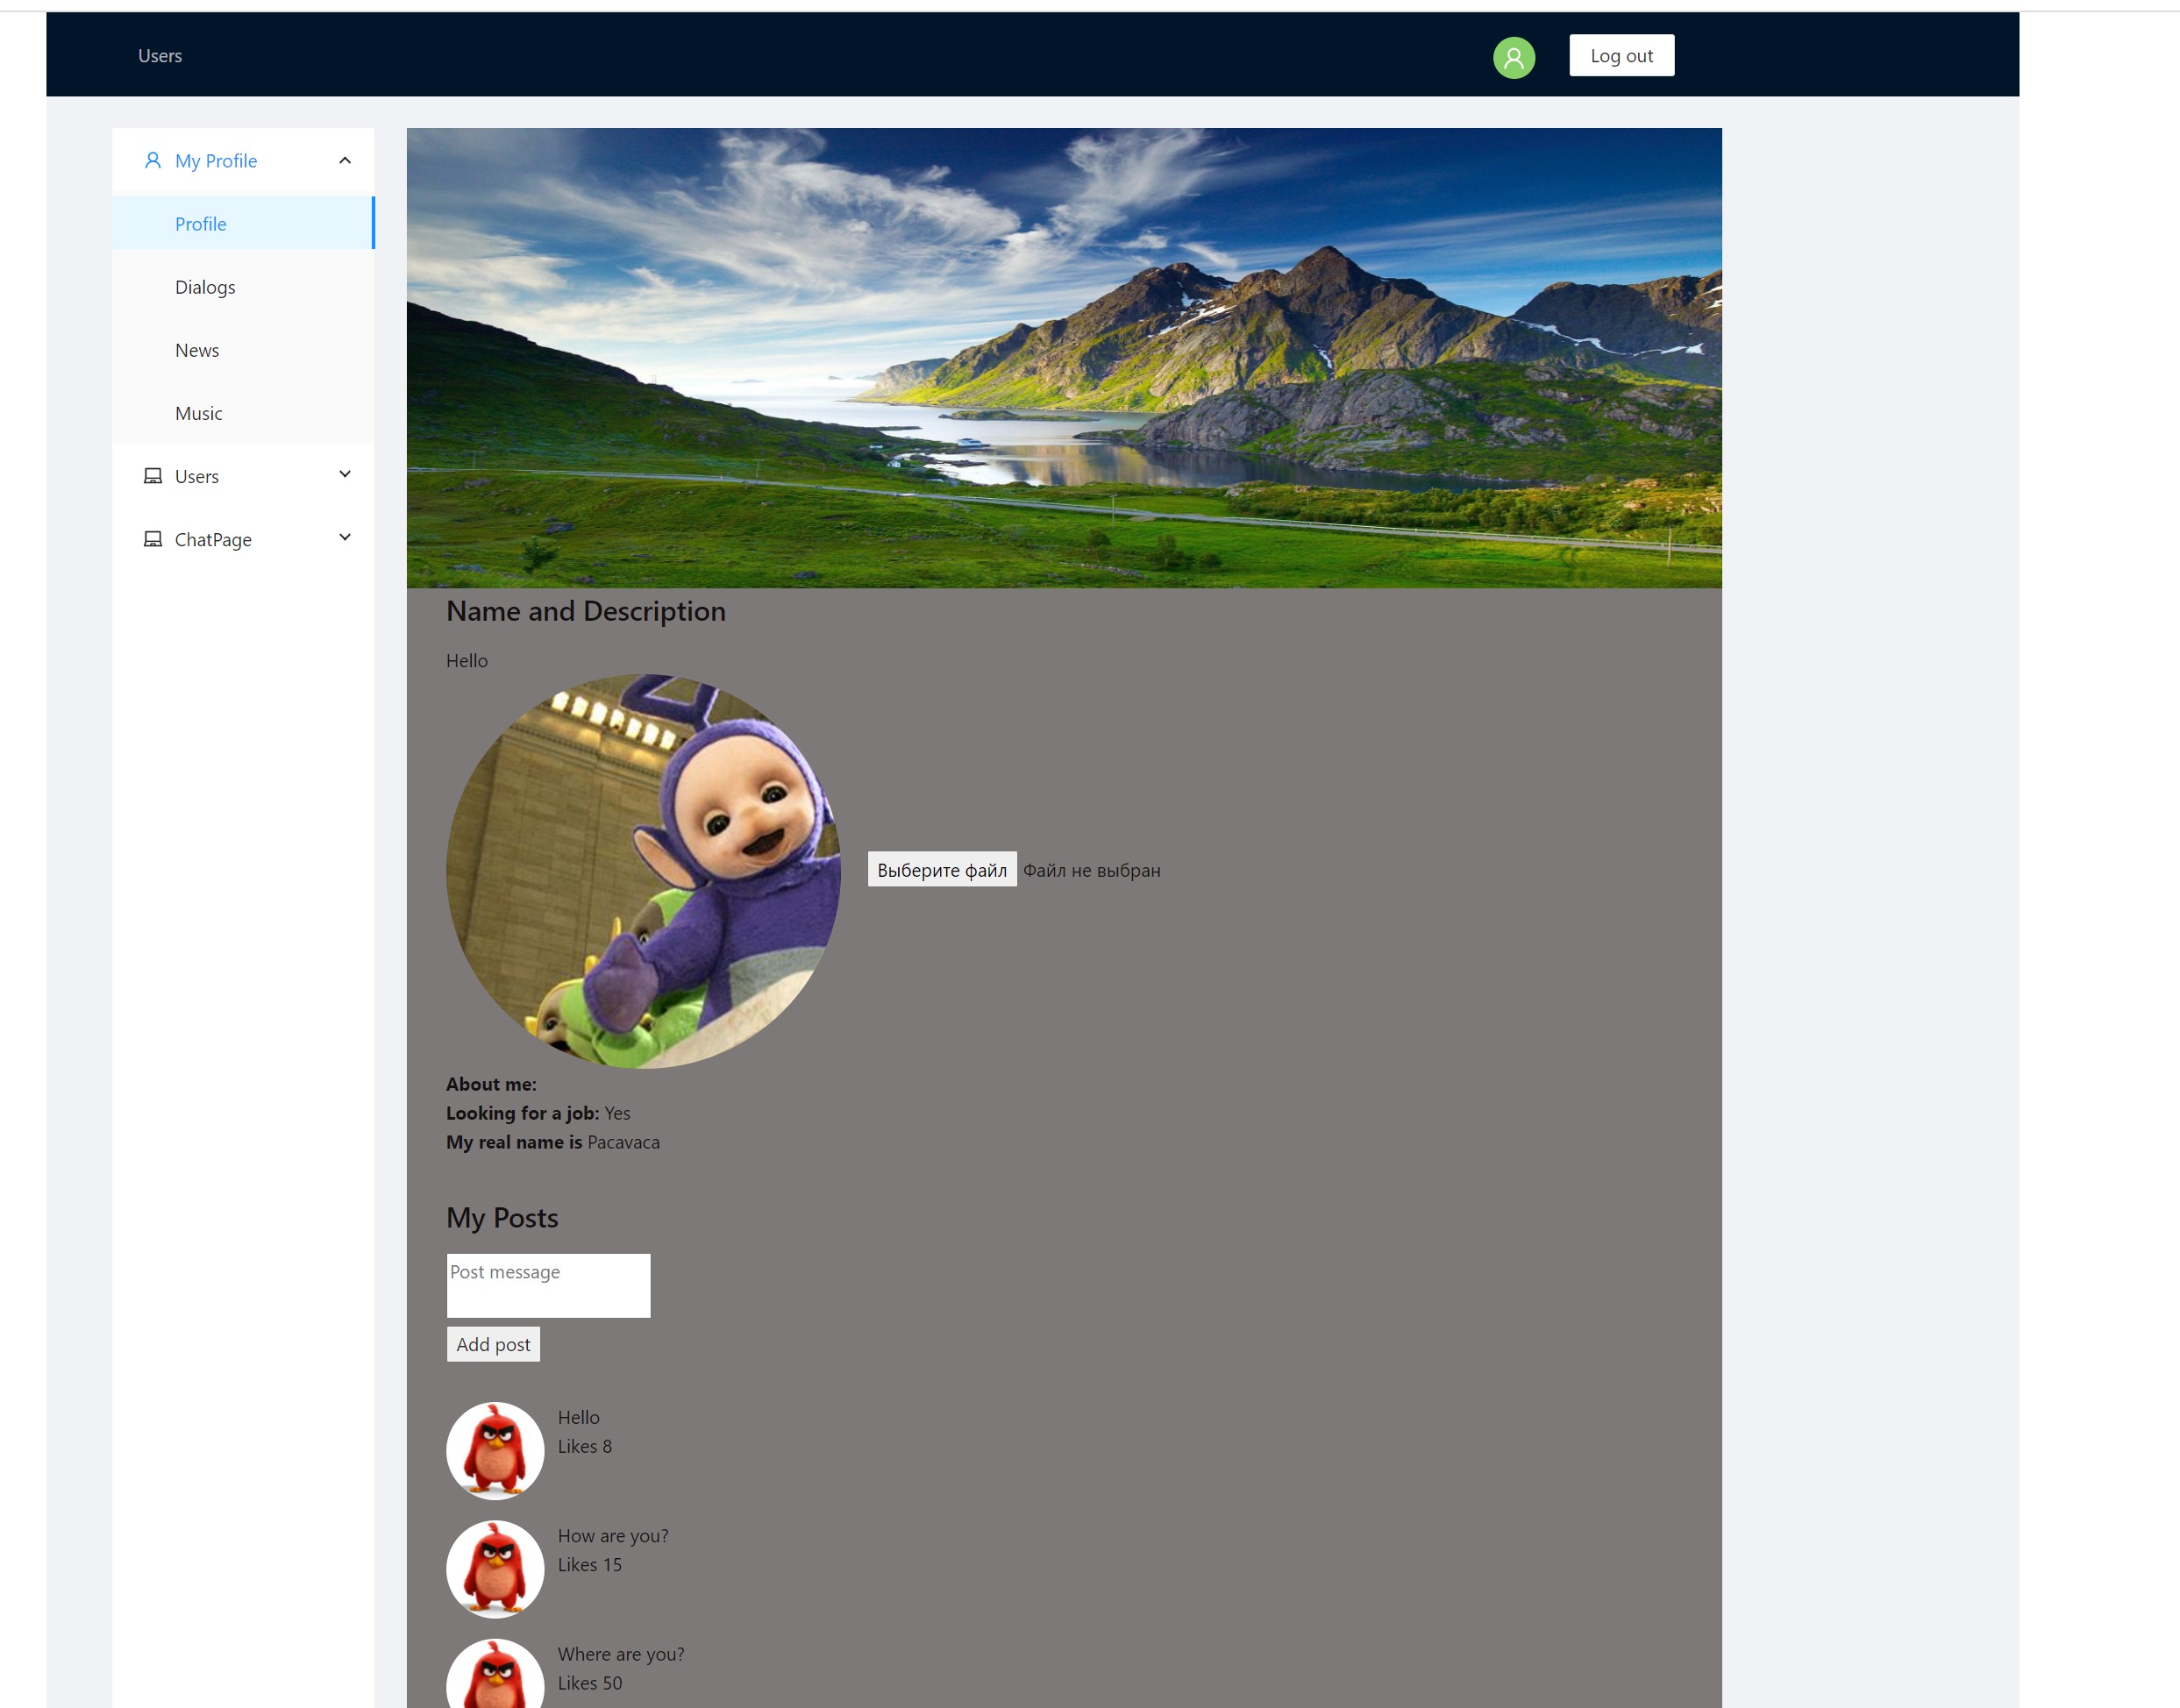 Users
Log out
My Profile
Profile
Dialogs
News
Music
Users
ChatPage
Name and Description
Hello
Выберите файл Файл не выбран
About me:
Looking for a job: Yes
My real name is Pacavaca
My Posts
Post message
Add post
Hello
Likes 8
How are you?
Likes 15
Where are you?
Likes 50